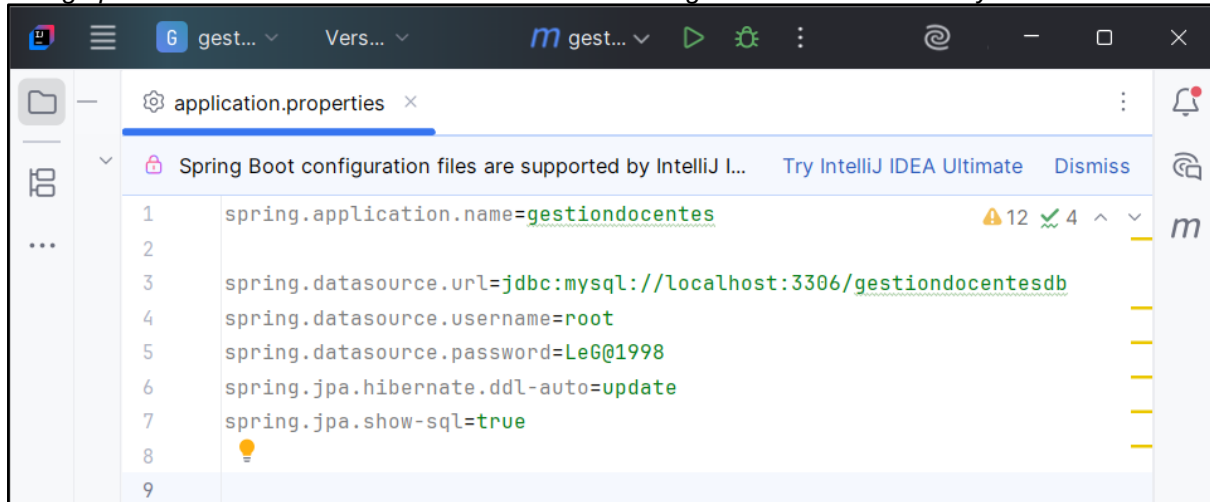 G gest... Vers... m gest...
application.properties
Spring Boot configuration files are supported by IntelliJ I... Try IntelliJ IDEA Ultimate Dismiss
1 spring.application.name=gestiondocentes 12 4
2
3 spring.datasource.url=jdbc:mysql://localhost:3306/gestiondocentesdb
4 spring.datasource.username=root
5 spring.datasource.password=LeG@1998
6 spring.jpa.hibernate.ddl-auto=update
7 spring.jpa.show-sql=true
8
9
m